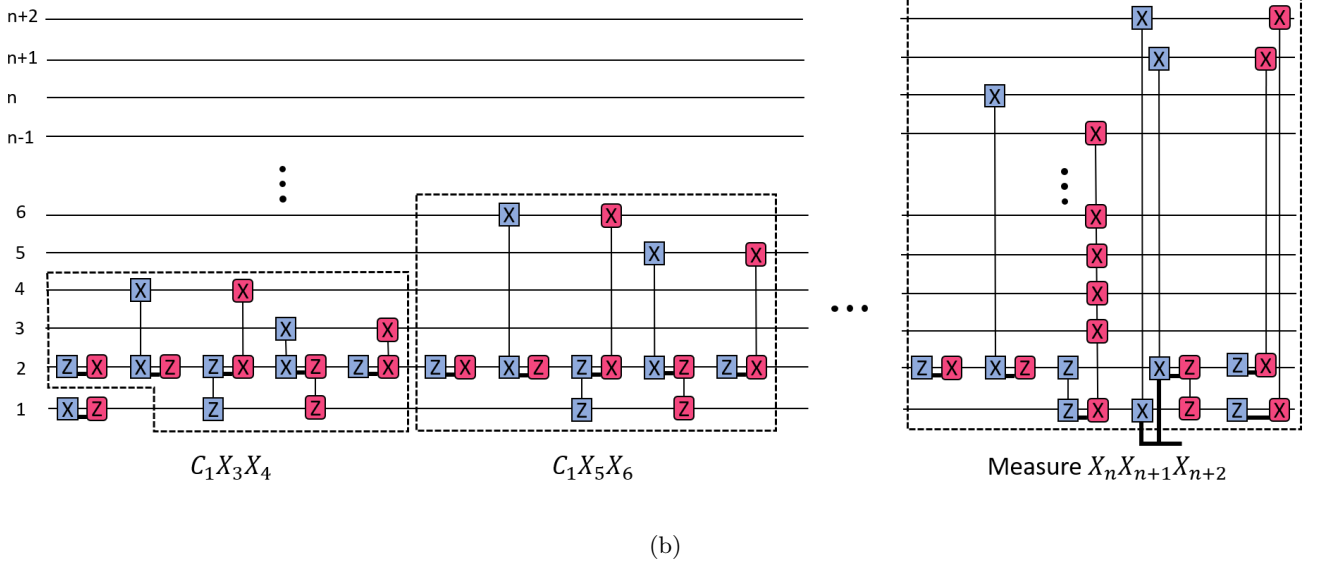 n+2 X X
n+1 X X
n X
n-1 X
6 X X X
5 X X X
4 X X X
3 X X X
2 Z X X Z Z X X Z Z X Z X X Z Z X X Z Z X Z X X Z Z X Z Z X
1 X Z Z Z Z Z Z X X Z Z X
C₁X₃X₄ C₁X₅X₆ Measure XₙXₙ₊₁Xₙ₊₂
(b)